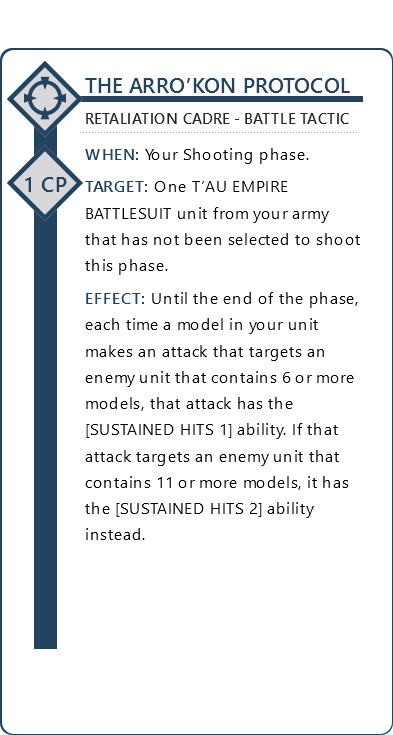 THE ARRO’KON PROTOCOL
RETALIATION CADRE - BATTLE TACTIC
WHEN: Your Shooting phase.
1 CP
TARGET: One T’AU EMPIRE
BATTLESUIT unit from your army
that has not been selected to shoot
this phase.
EFFECT: Until the end of the phase,
each time a model in your unit
makes an attack that targets an
enemy unit that contains 6 or more
models, that attack has the
[SUSTAINED HITS 1] ability. If that
attack targets an enemy unit that
contains 11 or more models, it has
the [SUSTAINED HITS 2] ability
instead.